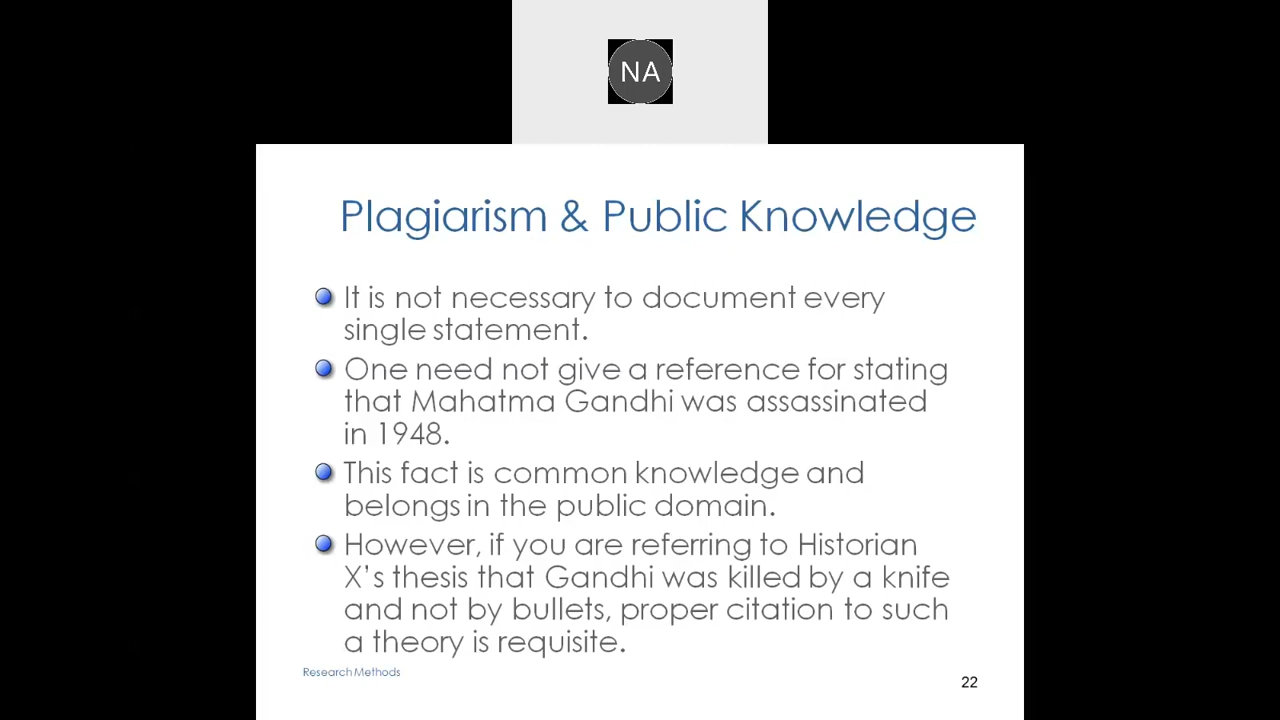 NA
Plagiarism & Public Knowledge
It is not necessary to document every
single statement.
One need not give a reference for stating
that Mahatma Gandhi was assassinated
in 1948.
This fact is common knowledge and
belongs in the public domain.
However, if you are referring to Historian
X's thesis that Gandhi was killed by a knife
and not by bullets, proper citation to such
a theory is requisite.
Research Methods
22